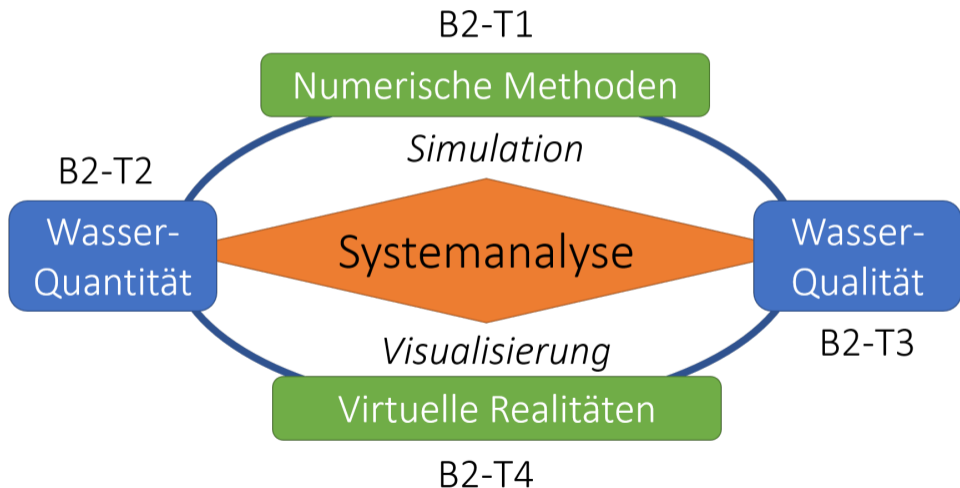 B2-T1
Numerische Methoden
Simulation
B2-T2
Wasser-
Quantität
Systemanalyse
Wasser-
Qualität
B2-T3
Visualisierung
Virtuelle Realitäten
B2-T4